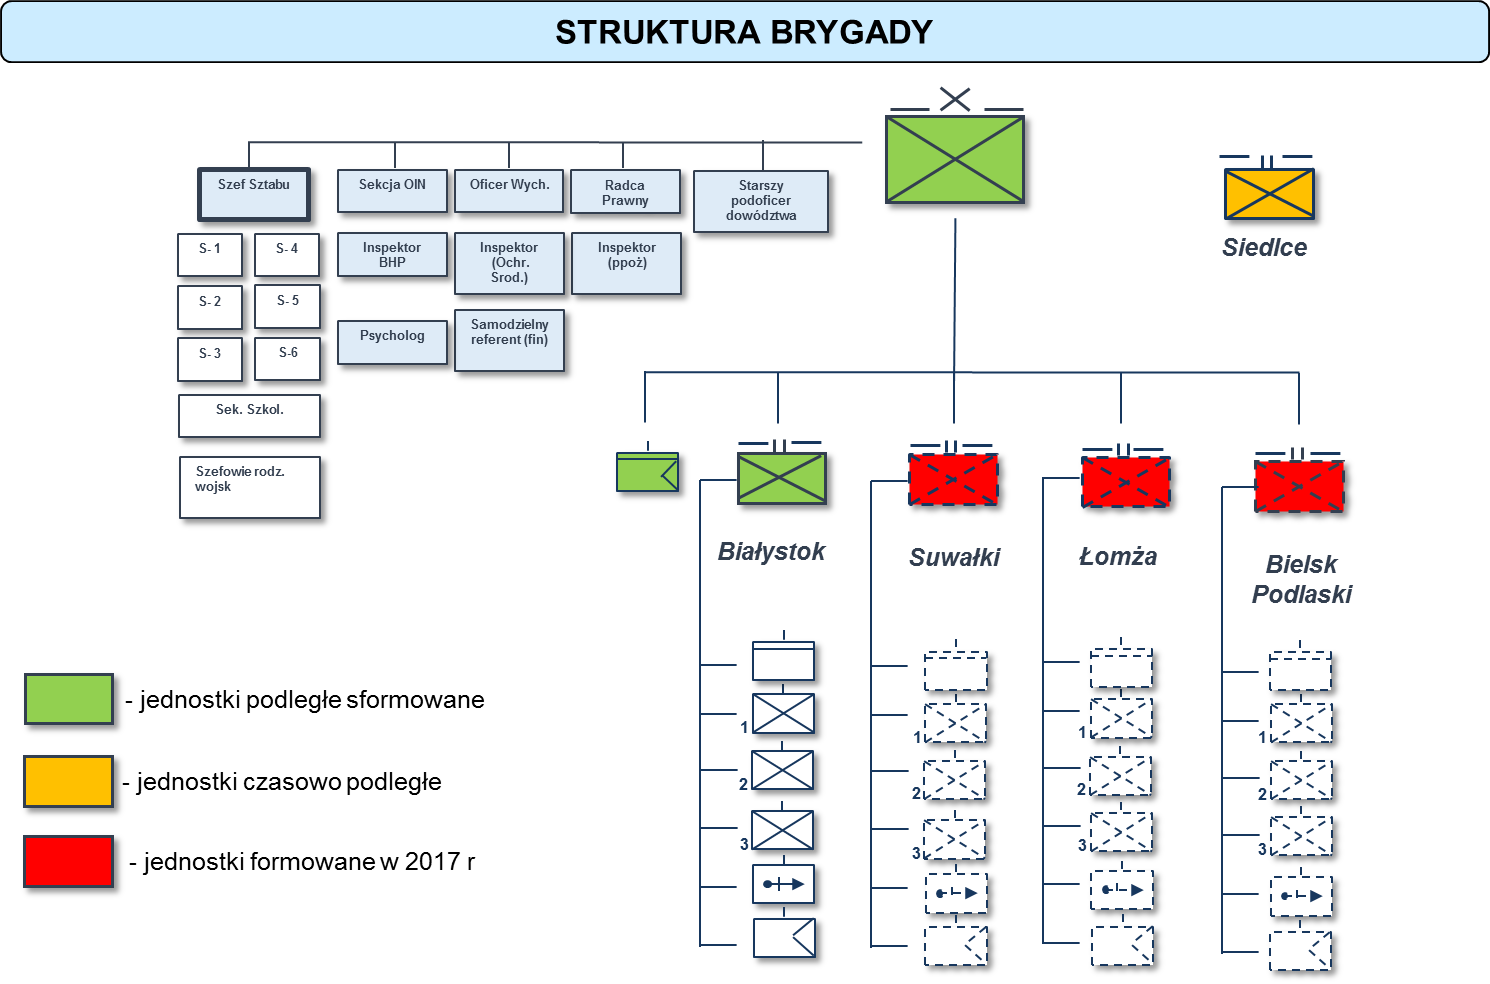 STRUKTURA BRYGADY
Szef Sztabu
Sekcja OIN
Oficer Wych.
Radca
Prawny
Starszy
podoficer
dowództwa
Siedlce
S- 1
S- 4
Inspektor
BHP
Inspektor
(Ochr.
Srod.)
Inspektor
(ppoż)
S- 2
S- 5
Psycholog
Samodzielny
referent (fin)
S- 3
S-6
Sek. Szkol.
Szefowie rodz.
wojsk
Białystok
Suwałki
Łomża
Bielsk
Podlaski
1
2
3
1
2
3
1
2
3
1
2
3
- jednostki podległe sformowane
- jednostki czasowo podległe
- jednostki formowane w 2017 r